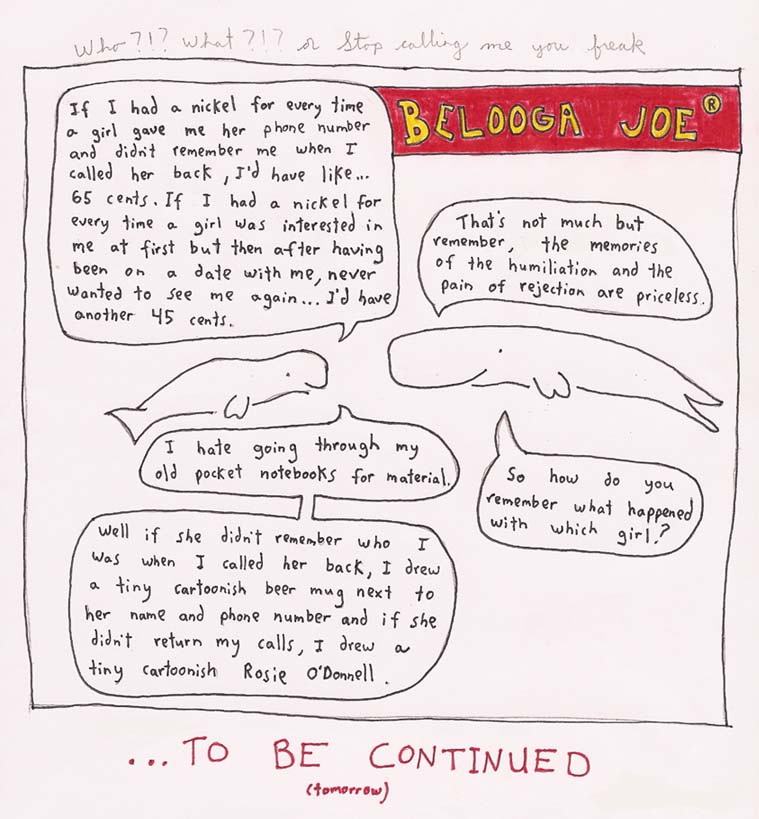 Who?!? What?!? or Stop calling me you freak
BELOOGA JOE®
If I had a nickel for every time
a girl gave me her phone number
and didn't remember me when I
called her back, I'd have like...
65 cents. If I had a nickel for
every time a girl was interested in
me at first but then after having
been on a date with me, never
wanted to see me again... I'd have
another 45 cents.
That's not much but
remember, the memories
of the humiliation and the
pain of rejection are priceless.
I hate going through my
old pocket notebooks for material.
So how do you
remember what happened
with which girl?
Well if she didn't remember who I
was when I called her back, I drew
a tiny cartoonish beer mug next to
her name and phone number and if she
didn't return my calls, I drew a
tiny cartoonish Rosie O'Donnell.
...TO BE CONTINUED
(tomorrow)